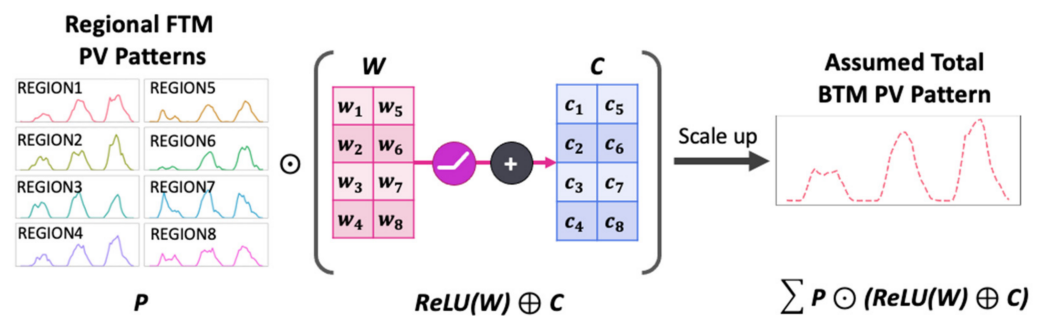 Regional FTM
PV Patterns
REGION1
REGION5
REGION2
REGION6
REGION3
REGION7
REGION4
REGION8
P
⊙
W
w1 w5
w2 w6
w3 w7
w4 w8
+
C
c1 c5
c2 c6
c3 c7
c4 c8
ReLU(W) ⊕ C
Scale up
Assumed Total
BTM PV Pattern
∑ P ⊙ (ReLU(W) ⊕ C)